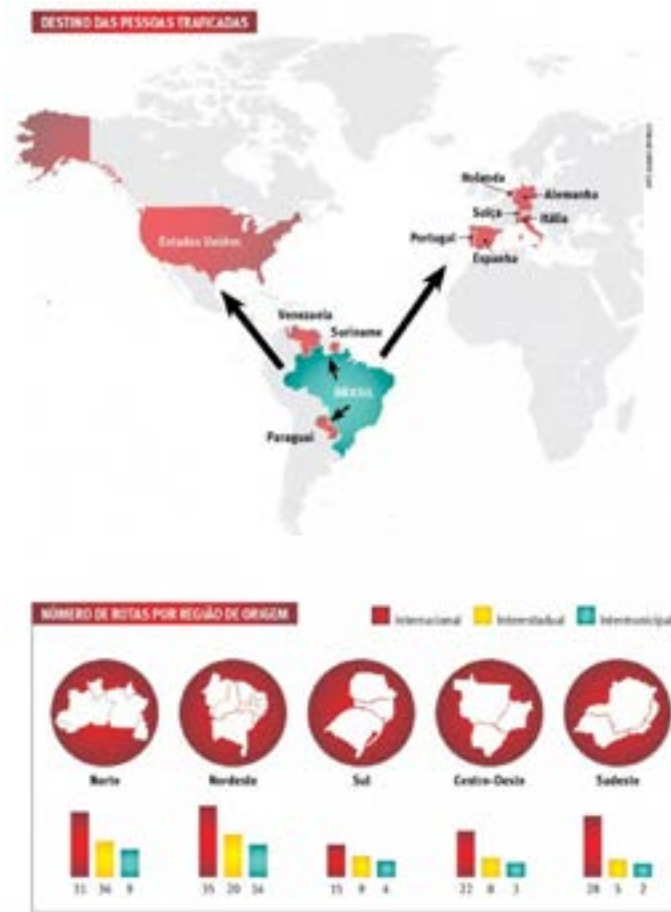 DESTINO DAS PESSOAS TRAFICADAS
Holanda
Alemanha
Suíça
Itália
Portugal
Espanha
Estados Unidos
Venezuela
Suriname
BRASIL
Paraguai
NÚMERO DE ROTAS POR REGIÃO DE ORIGEM
Internacional Interestadual Intermunicipal
Norte Nordeste Sul Centro-Oeste Sudeste
31 36 9 35 20 14 15 9 4 22 8 3 28 5 2